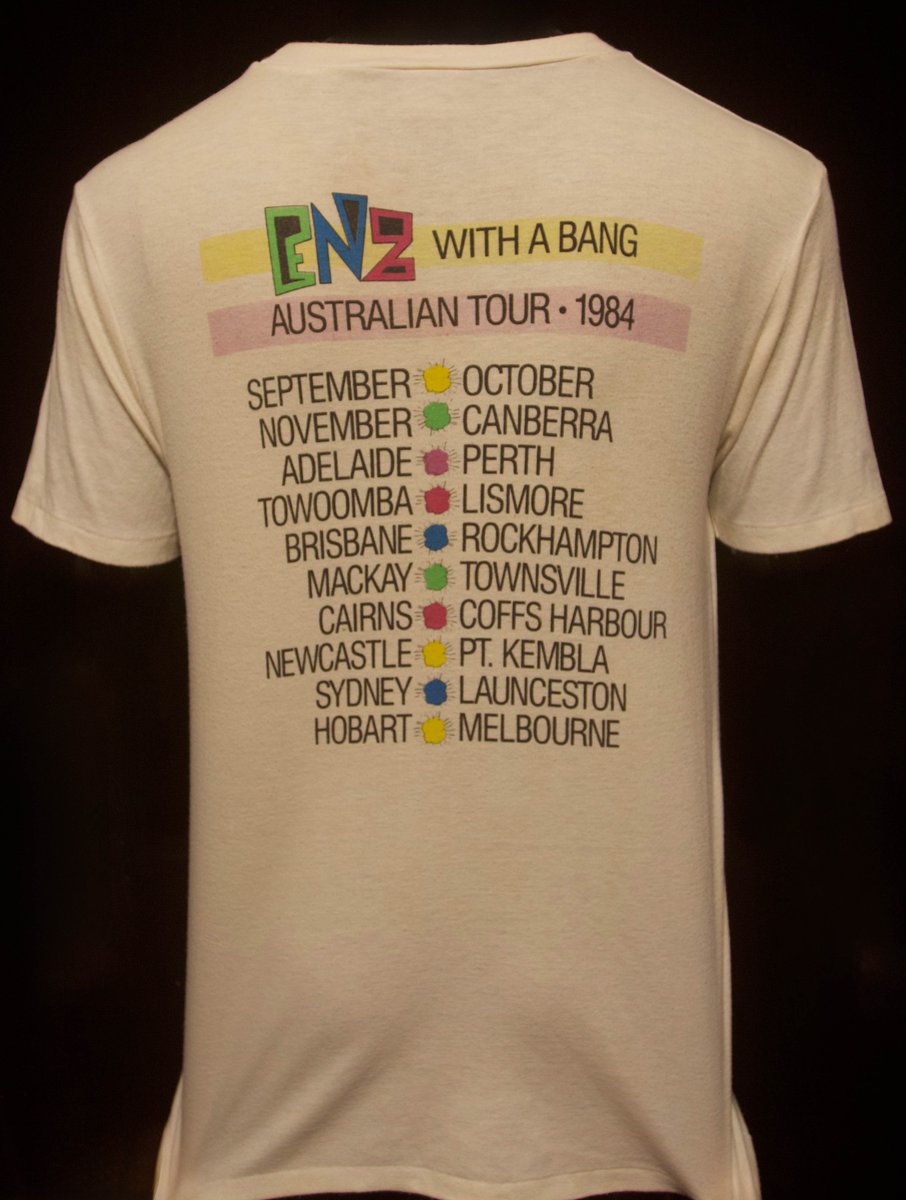 ENZ WITH A BANG
AUSTRALIAN TOUR • 1984
SEPTEMBER OCTOBER
NOVEMBER CANBERRA
ADELAIDE PERTH
TOWOOMBA LISMORE
BRISBANE ROCKHAMPTON
MACKAY TOWNSVILLE
CAIRNS COFFS HARBOUR
NEWCASTLE PT. KEMBLA
SYDNEY LAUNCESTON
HOBART MELBOURNE